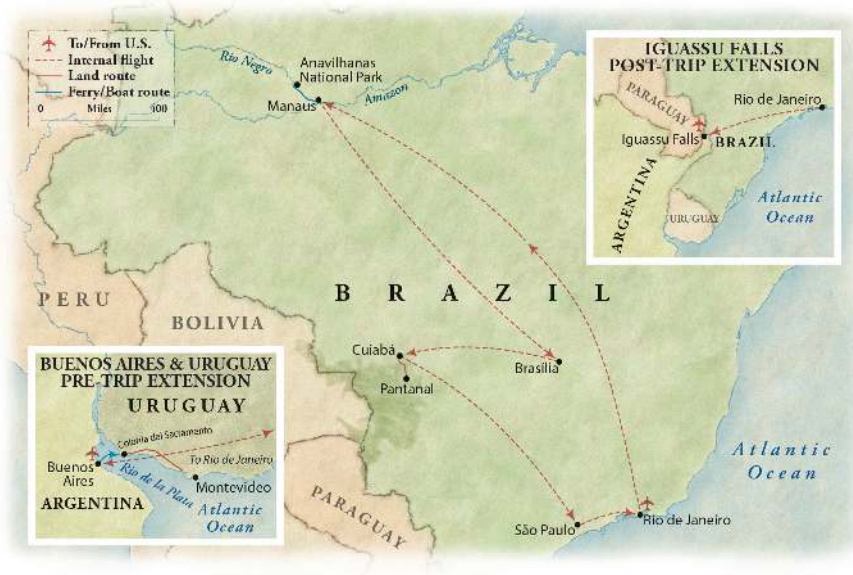 To/From U.S.
Internal flight
Land route
Ferry/Boat route
0 Miles 400
Rio Negro
Anavilhanas
National Park
Manaus
Amazon
IGUASSU FALLS
POST-TRIP EXTENSION
PARAGUAY
Rio de Janeiro
Iguassu Falls
BRAZIL
ARGENTINA
URUGUAY
Atlantic
Ocean
BRAZIL
PERU
BOLIVIA
Cuiabá
Pantanal
Brasília
BUENOS AIRES & URUGUAY
PRE-TRIP EXTENSION
URUGUAY
Colonia del Sacramento
To Rio de Janeiro
Buenos
Aires
Rio de la Plata
Montevideo
ARGENTINA
Atlantic
Ocean
PARAGUAY
São Paulo
Rio de Janeiro
Atlantic
Ocean